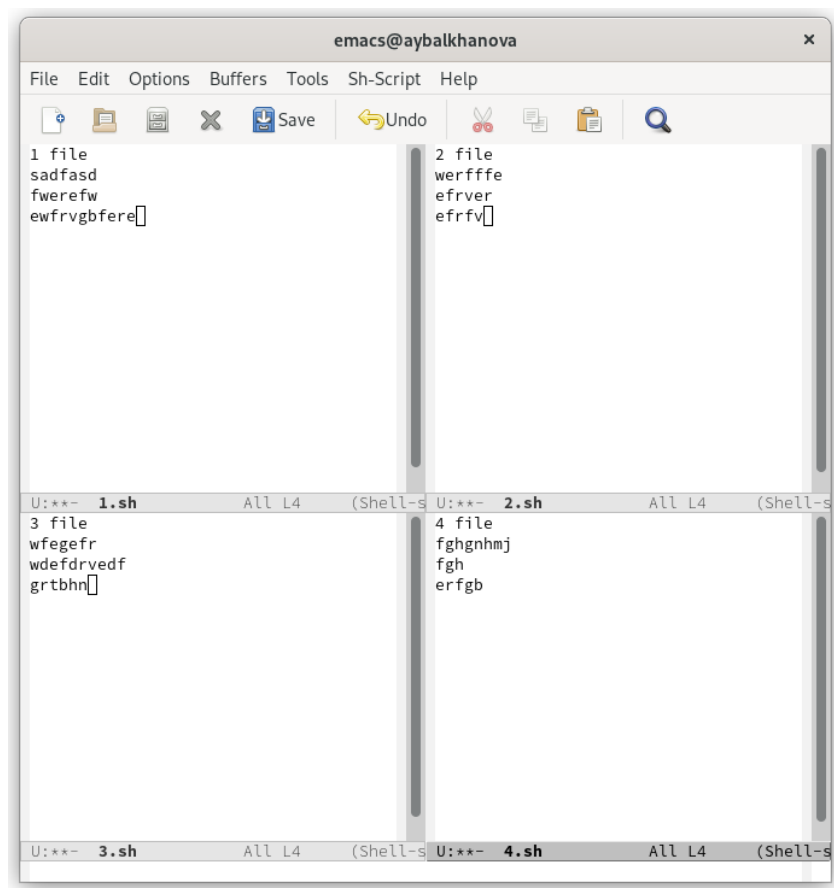 emacs@aybalkhanova
File Edit Options Buffers Tools Sh-Script Help
Save Undo
1 file
sadfasd
fwerefw
ewfrvgbfere
U:**- 1.sh All L4 (Shell-s
2 file
werfffe
efrver
efrfv
U:**- 2.sh All L4 (Shell-s
3 file
wfegefr
wdefdrvedf
grtbhn
U:**- 3.sh All L4 (Shell-s
4 file
fghgnhmj
fgh
erfgb
U:**- 4.sh All L4 (Shell-s